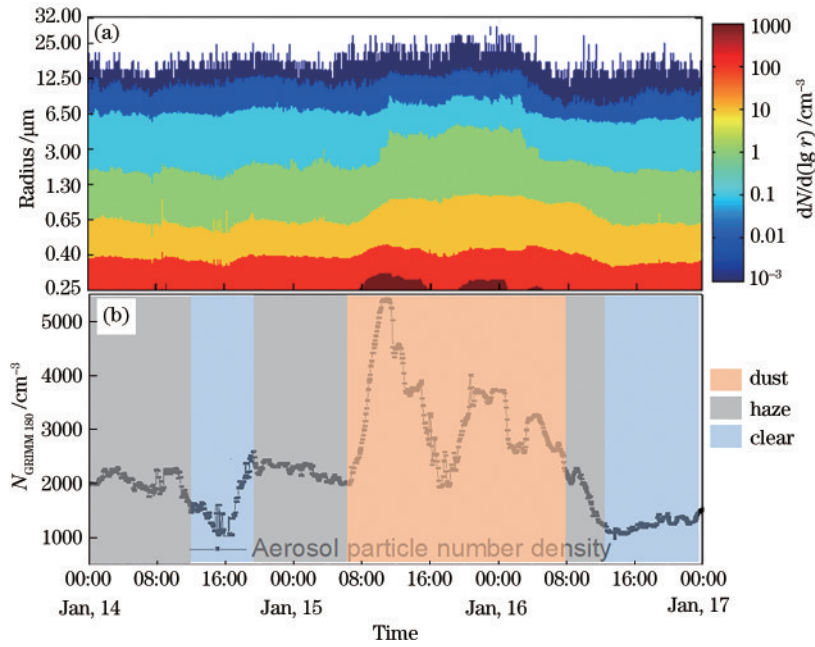 (a)
32.00
25.00
12.50
6.50
3.00
1.30
0.65
0.40
0.25
Radius /μm
1000
100
10
1
0.1
0.01
10⁻³
dN/d(lg r) /cm⁻³
(b)
5000
4000
3000
2000
1000
N_GRIMM 180 /cm⁻³
Aerosol particle number density
dust
haze
clear
00:00 08:00 16:00 00:00 08:00 16:00 00:00 08:00 16:00 00:00
Jan, 14 Jan, 15 Jan, 16 Jan, 17
Time